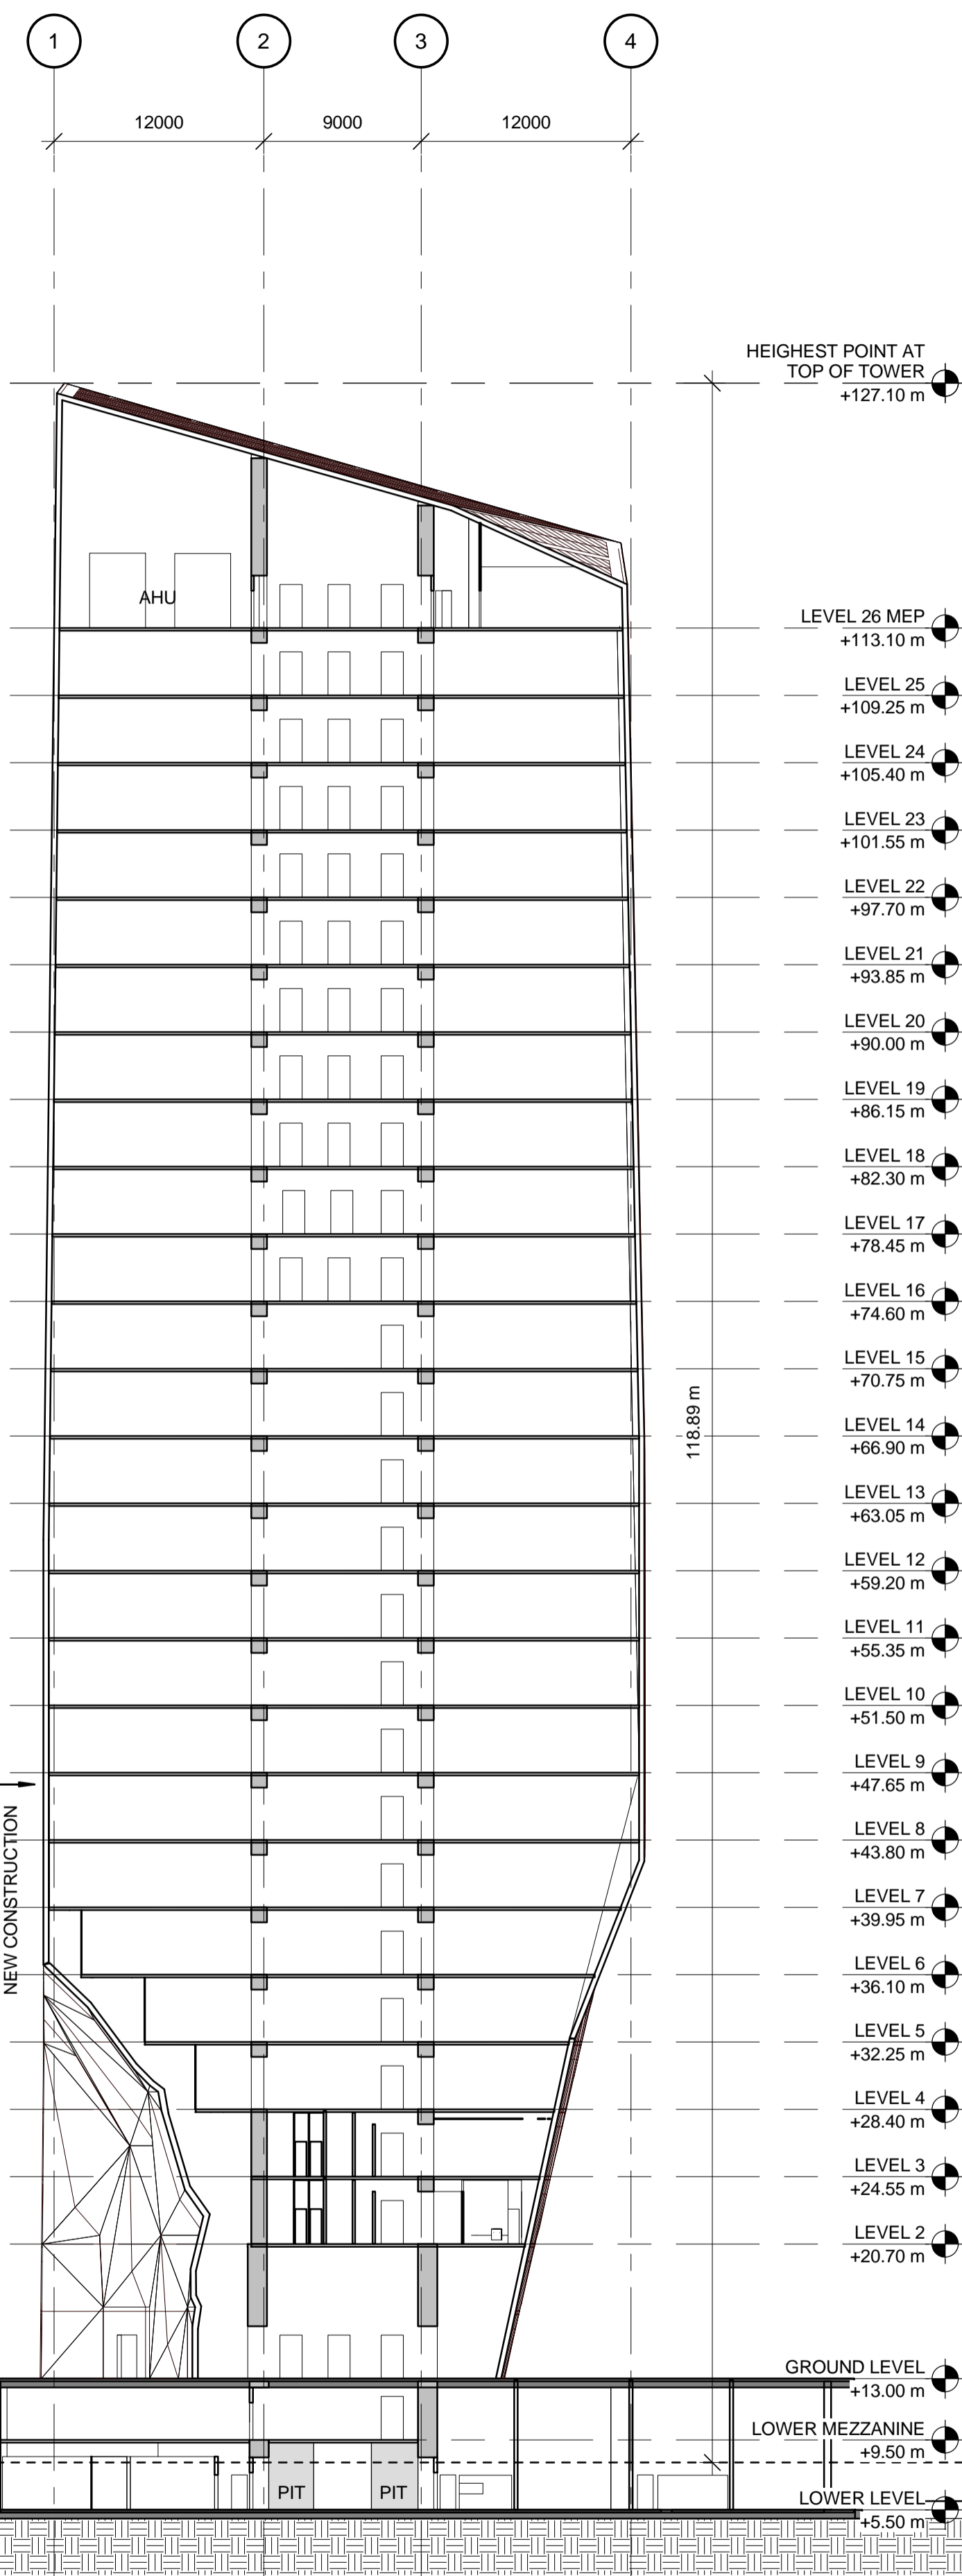 1
2
3
4
12000
9000
12000
HEIGHEST POINT AT
TOP OF TOWER
+127.10 m
AHU
LEVEL 26 MEP
+113.10 m
LEVEL 25
+109.25 m
LEVEL 24
+105.40 m
LEVEL 23
+101.55 m
LEVEL 22
+97.70 m
LEVEL 21
+93.85 m
LEVEL 20
+90.00 m
LEVEL 19
+86.15 m
LEVEL 18
+82.30 m
LEVEL 17
+78.45 m
LEVEL 16
+74.60 m
LEVEL 15
+70.75 m
118.89 m
LEVEL 14
+66.90 m
LEVEL 13
+63.05 m
LEVEL 12
+59.20 m
LEVEL 11
+55.35 m
LEVEL 10
+51.50 m
LEVEL 9
+47.65 m
NEW CONSTRUCTION
LEVEL 8
+43.80 m
LEVEL 7
+39.95 m
LEVEL 6
+36.10 m
LEVEL 5
+32.25 m
LEVEL 4
+28.40 m
LEVEL 3
+24.55 m
LEVEL 2
+20.70 m
GROUND LEVEL
+13.00 m
LOWER MEZZANINE
+9.50 m
PIT
PIT
LOWER LEVEL
+5.50 m